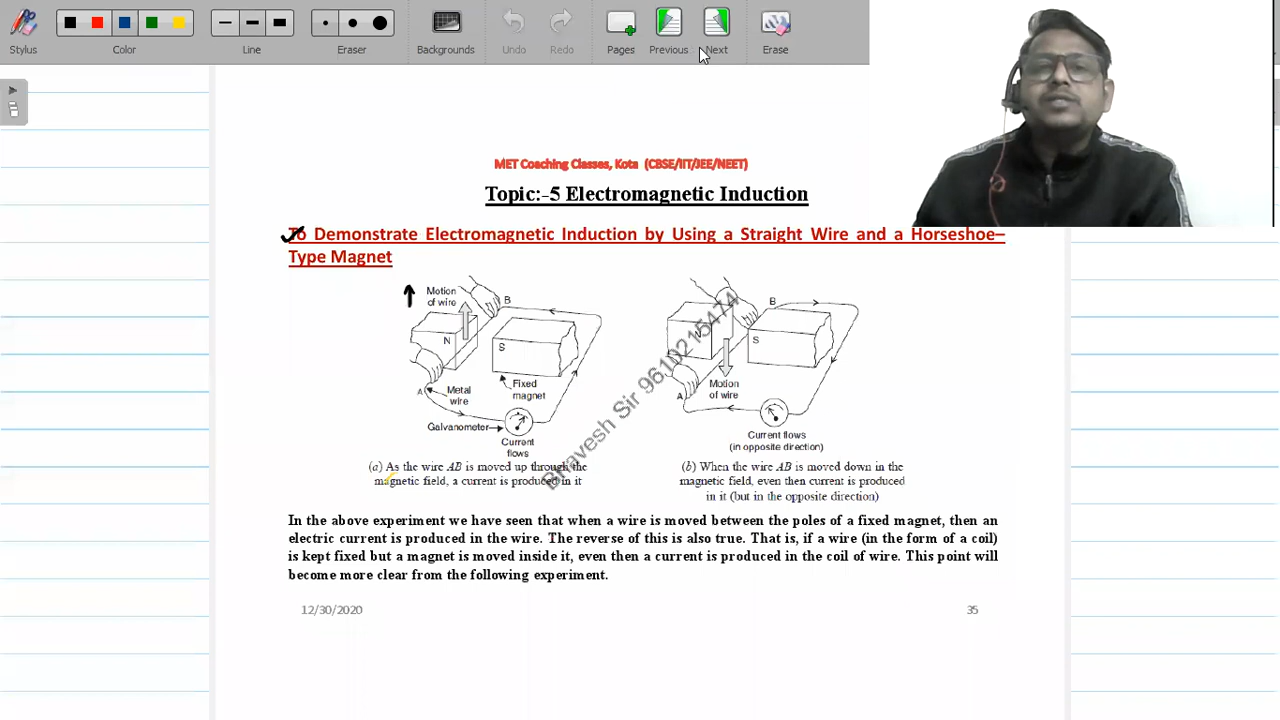 Stylus Color Line Eraser Backgrounds Undo Redo Pages Previous Next Erase
MET Coaching Classes, Kota (CBSE/IIT/JEE/NEET)
Topic:-5 Electromagnetic Induction
To Demonstrate Electromagnetic Induction by Using a Straight Wire and a Horseshoe–
Type Magnet
Motion
of wire
B
N
S
A
Metal
wire
Fixed
magnet
Galvanometer
Current
flows
(a) As the wire AB is moved up through the
magnetic field, a current is produced in it
B
N
S
A
Motion
of wire
Current flows
(in opposite direction)
(b) When the wire AB is moved down in the
magnetic field, even then current is produced
in it (but in the opposite direction)
Bhavesh Sir 9610215474
In the above experiment we have seen that when a wire is moved between the poles of a fixed magnet, then an
electric current is produced in the wire. The reverse of this is also true. That is, if a wire (in the form of a coil)
is kept fixed but a magnet is moved inside it, even then a current is produced in the coil of wire. This point will
become more clear from the following experiment.
12/30/2020
35